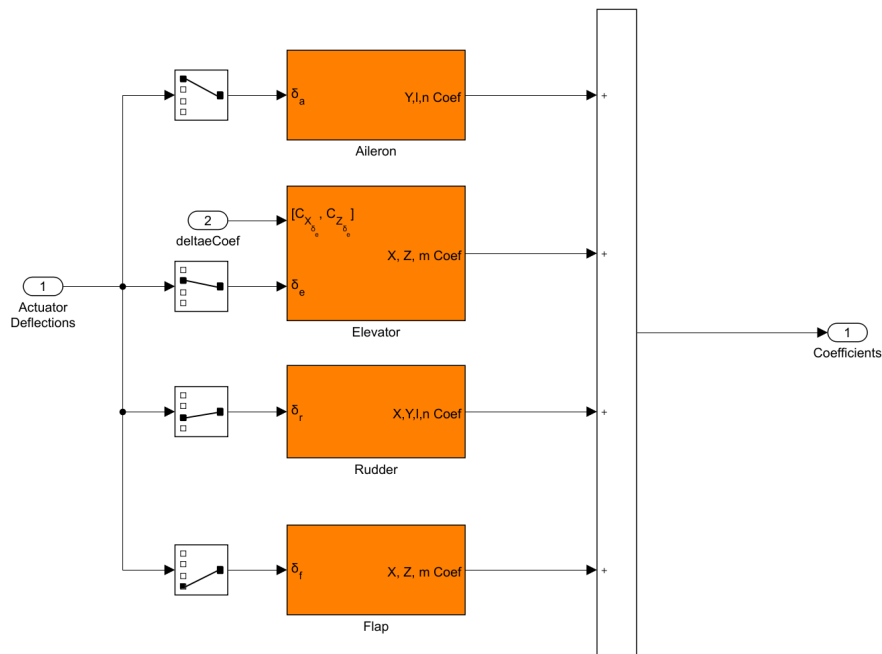 δa
Y,l,n Coef
+
Aileron
[CXδe , CZδe ]
2
deltaeCoef
X, Z, m Coef
+
1
Actuator
Deflections
δe
Elevator
1
Coefficients
δr
X,Y,l,n Coef
+
Rudder
δf
X, Z, m Coef
+
Flap